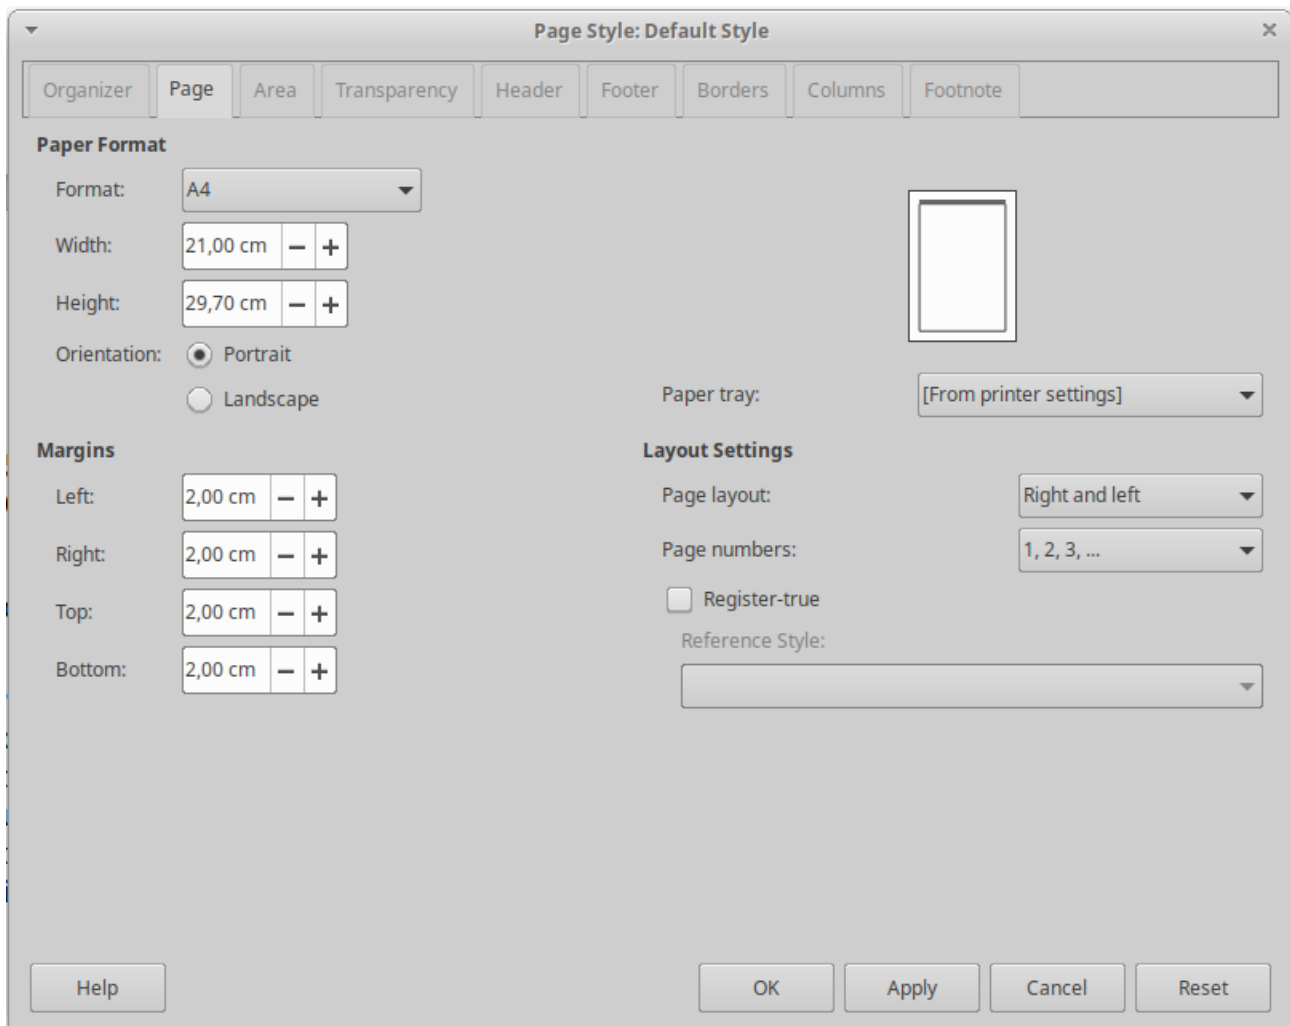 Page Style: Default Style
Organizer Page Area Transparency Header Footer Borders Columns Footnote
Paper Format
Format: A4
Width: 21,00 cm
Height: 29,70 cm
Orientation: Portrait
Landscape
Paper tray: [From printer settings]
Margins
Left: 2,00 cm
Right: 2,00 cm
Top: 2,00 cm
Bottom: 2,00 cm
Layout Settings
Page layout: Right and left
Page numbers: 1, 2, 3, ...
Register-true
Reference Style:
Help OK Apply Cancel Reset